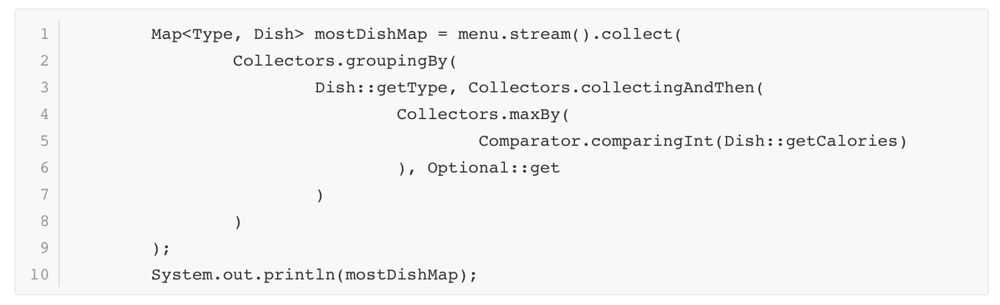 1 Map<Type, Dish> mostDishMap = menu.stream().collect(
2 Collectors.groupingBy(
3 Dish::getType, Collectors.collectingAndThen(
4 Collectors.maxBy(
5 Comparator.comparingInt(Dish::getCalories)
6 ), Optional::get
7 )
8 )
9 );
10 System.out.println(mostDishMap);